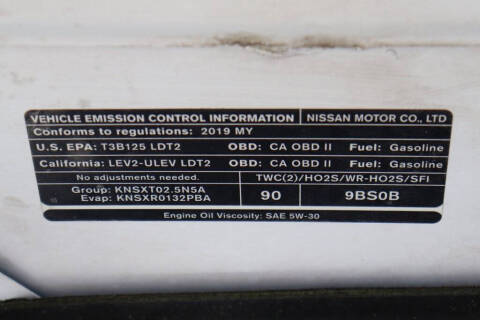 VEHICLE EMISSION CONTROL INFORMATION NISSAN MOTOR CO., LTD
Conforms to regulations: 2019 MY
U.S. EPA: T3B125 LDT2 OBD: CA OBD II Fuel: Gasoline
California: LEV2-ULEV LDT2 OBD: CA OBD II Fuel: Gasoline
No adjustments needed. TWC(2)/HO2S/WR-HO2S/SFI
Group: KNSXT02.5N5A
Evap: KNSXR0132PBA 90 9BS0B
Engine Oil Viscosity: SAE 5W-30